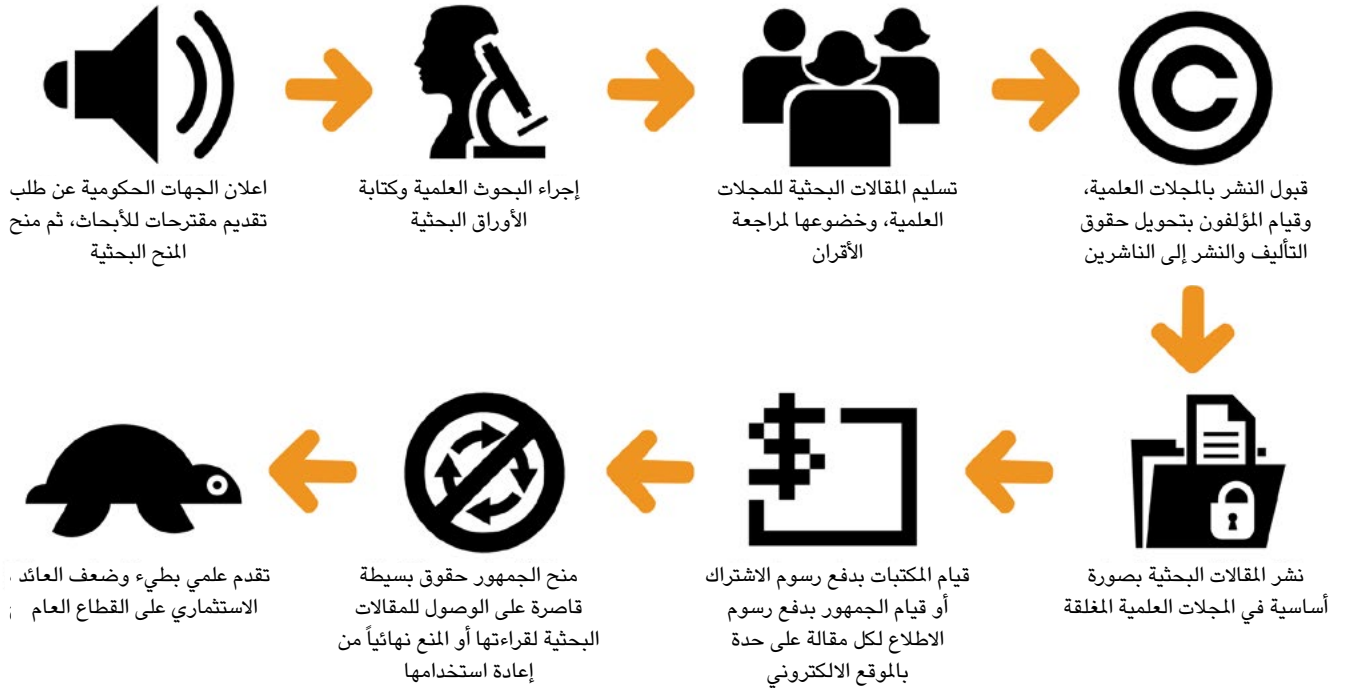 اعلان الجهات الحكومية عن طلب
تقديم مقترحات للأبحاث، ثم منح
المنح البحثية
إجراء البحوث العلمية وكتابة
الأوراق البحثية
تسليم المقالات البحثية للمجلات
العلمية، وخضوعها لمراجعة
الأقران
قبول النشر بالمجلات العلمية،
وقيام المؤلفون بتحويل حقوق
التأليف والنشر إلى الناشرين
نشر المقالات البحثية بصورة
أساسية في المجلات العلمية المغلقة
قيام المكتبات بدفع رسوم الاشتراك
أو قيام الجمهور بدفع رسوم
الاطلاع لكل مقالة على حدة
بالموقع الالكتروني
منح الجمهور حقوق بسيطة
قاصرة على الوصول للمقالات
البحثية لقراءتها أو المنع نهائياً من
إعادة استخدامها
تقدم علمي بطيء وضعف العائد
الاستثماري على القطاع العام